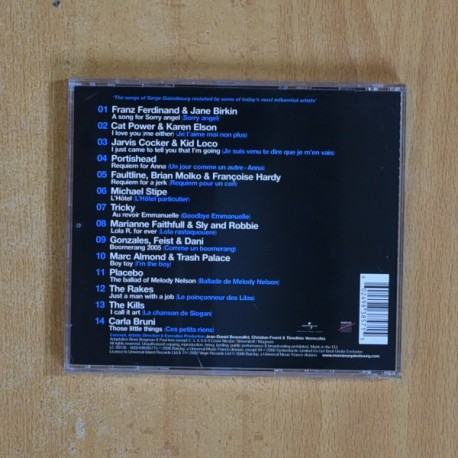 'The songs of Serge Gainsbourg revisited by some of today's most influential artists'
01 Franz Ferdinand & Jane Birkin
A song for Sorry angel (Sorry angel)
02 Cat Power & Karen Elson
I love you (me either) (Je t'aime moi non plus)
03 Jarvis Cocker & Kid Loco
I just came to tell you that I'm going (Je suis venu te dire que je m'en vais)
04 Portishead
Requiem for Anna (Un jour comme un autre - Anna)
05 Faultline, Brian Molko & Françoise Hardy
Requiem for a jerk (Requiem pour un con)
06 Michael Stipe
L'Hôtel (L'Hôtel particulier)
07 Tricky
Au revoir Emmanuelle (Goodbye Emmanuelle)
08 Marianne Faithfull & Sly and Robbie
Lola R. for ever (Lola rastaquouère)
09 Gonzales, Feist & Dani
Boomerang 2005 (Comme un boomerang)
10 Marc Almond & Trash Palace
Boy toy (I'm the boy)
11 Placebo
The ballad of Melody Nelson (Ballade de Melody Nelson)
12 The Rakes
Just a man with a job (Le poinçonneur des Lilas)
13 The Kills
I call it art (La chanson de Slogan)
14 Carla Bruni
Those little things (Ces petits riens)
UNIVERSAL